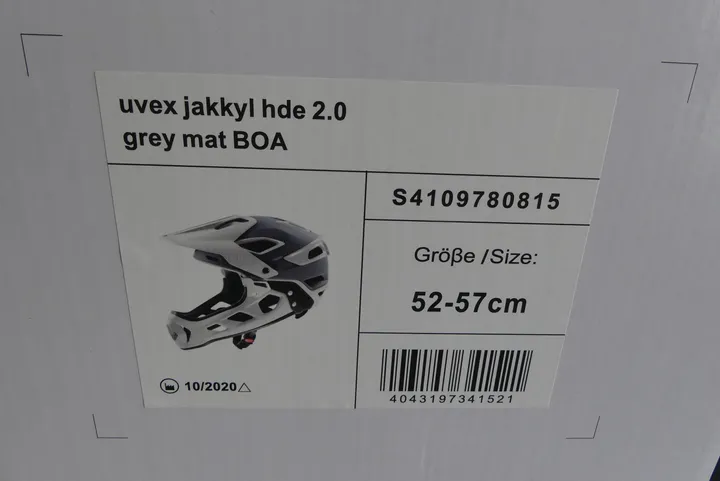 uvex jakkyl hde 2.0
grey mat BOA
S4109780815
Größe /Size:
52-57cm
10/2020
4043197341521